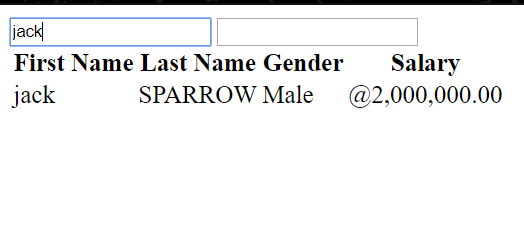 jack
First Name Last Name Gender Salary
jack SPARROW Male @2,000,000.00